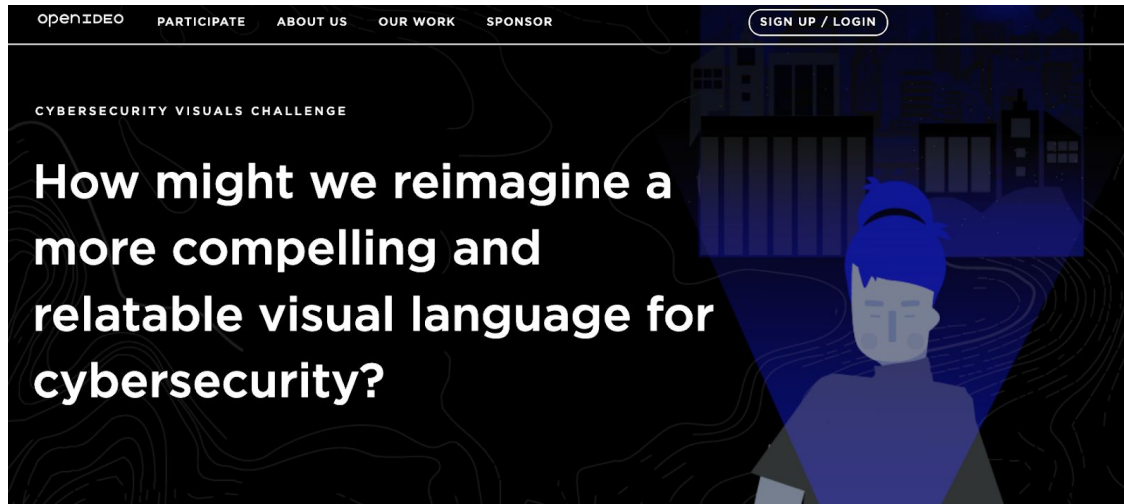 OPENIDEO PARTICIPATE ABOUT US OUR WORK SPONSOR SIGN UP / LOGIN
CYBERSECURITY VISUALS CHALLENGE
How might we reimagine a
more compelling and
relatable visual language for
cybersecurity?